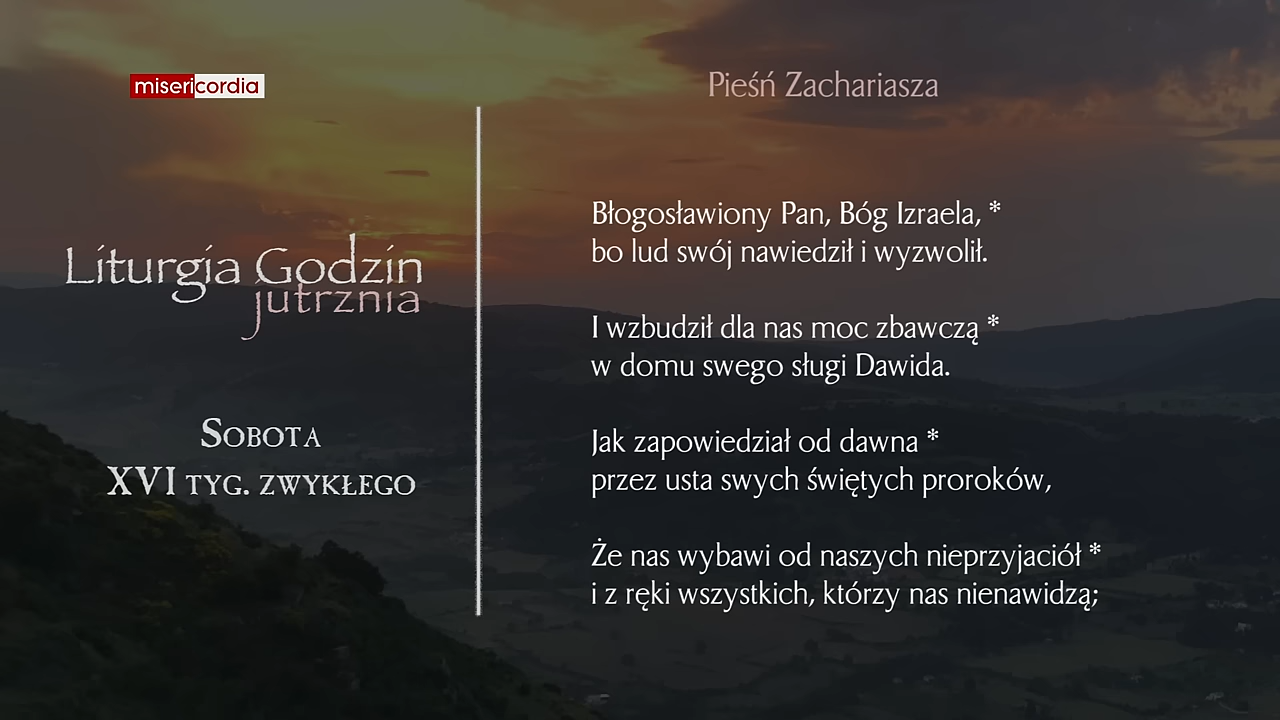 misericordia
Liturgia Godzin
jutrznia
Sobota
XVI tyg. zwykłego
Pieśń Zachariasza
Błogosławiony Pan, Bóg Izraela, *
bo lud swój nawiedził i wyzwolił.
I wzbudził dla nas moc zbawczą *
w domu swego sługi Dawida.
Jak zapowiedział od dawna *
przez usta swych świętych proroków,
Że nas wybawi od naszych nieprzyjaciół *
i z ręki wszystkich, którzy nas nienawidzą;